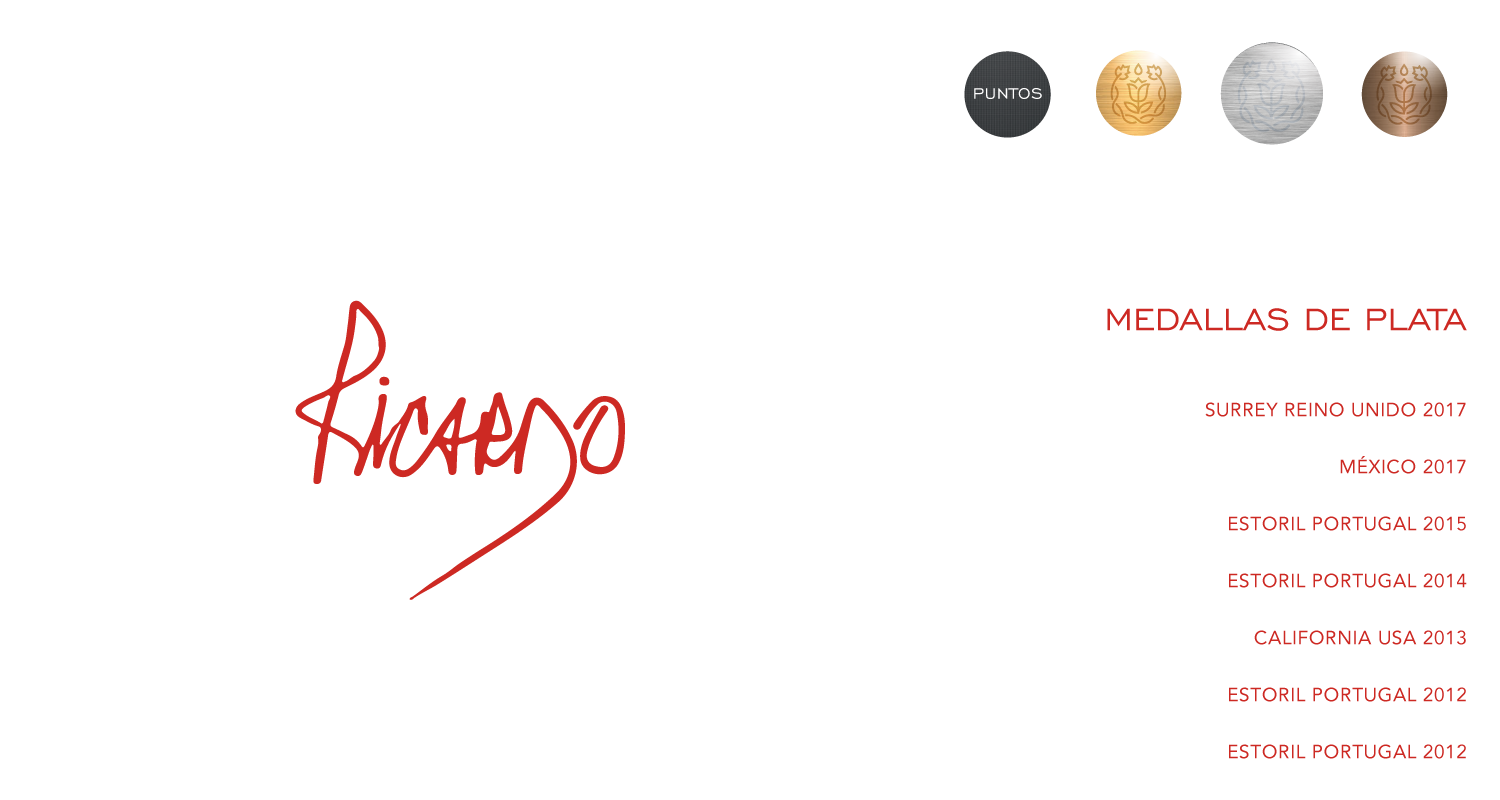 PUNTOS
RICARDO
MEDALLAS DE PLATA
SURREY REINO UNIDO 2017
MÉXICO 2017
ESTORIL PORTUGAL 2015
ESTORIL PORTUGAL 2014
CALIFORNIA USA 2013
ESTORIL PORTUGAL 2012
ESTORIL PORTUGAL 2012